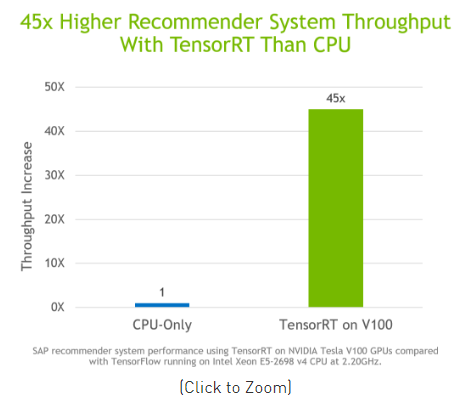 45x Higher Recommender System Throughput
With TensorRT Than CPU
50X
45x
40X
30X
Throughput Increase
20X
10X
1
0X
CPU-Only
TensorRT on V100
SAP recommender system performance using TensorRT on NVIDIA Tesla V100 GPUs compared
with TensorFlow running on Intel Xeon E5-2698 v4 CPU at 2.20GHz.
(Click to Zoom)